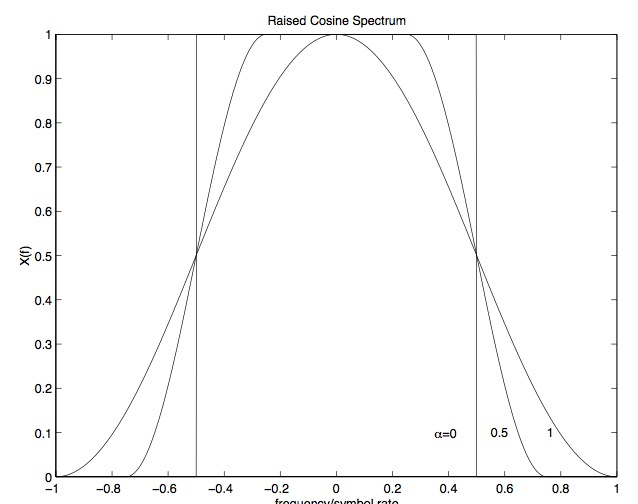 Raised Cosine Spectrum
1
0.9
0.8
0.7
0.6
0.5
0.4
0.3
0.2
0.1
0
X(f)
α=0 0.5 1
−1 −0.8 −0.6 −0.4 −0.2 0 0.2 0.4 0.6 0.8 1
frequency/symbol rate